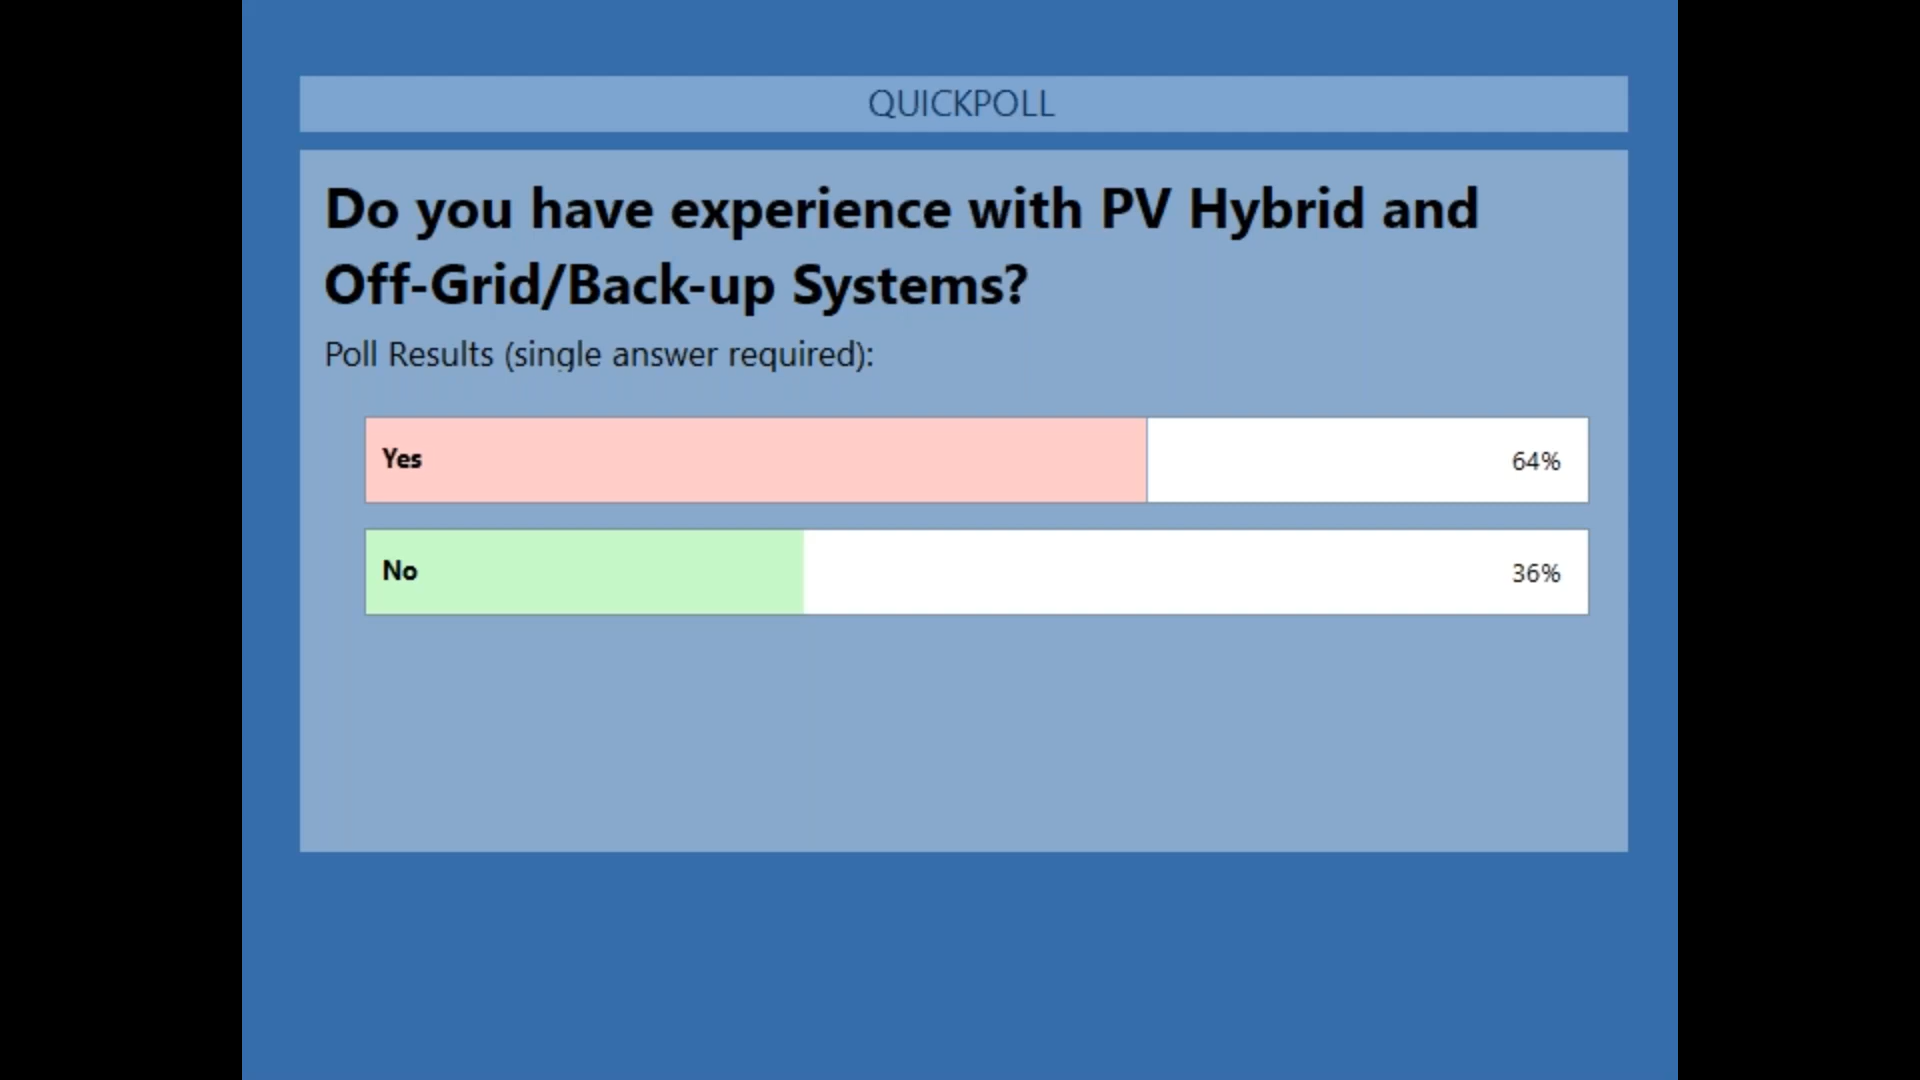 QUICKPOLL
Do you have experience with PV Hybrid and
Off-Grid/Back-up Systems?
Poll Results (single answer required):
Yes 64%
No 36%